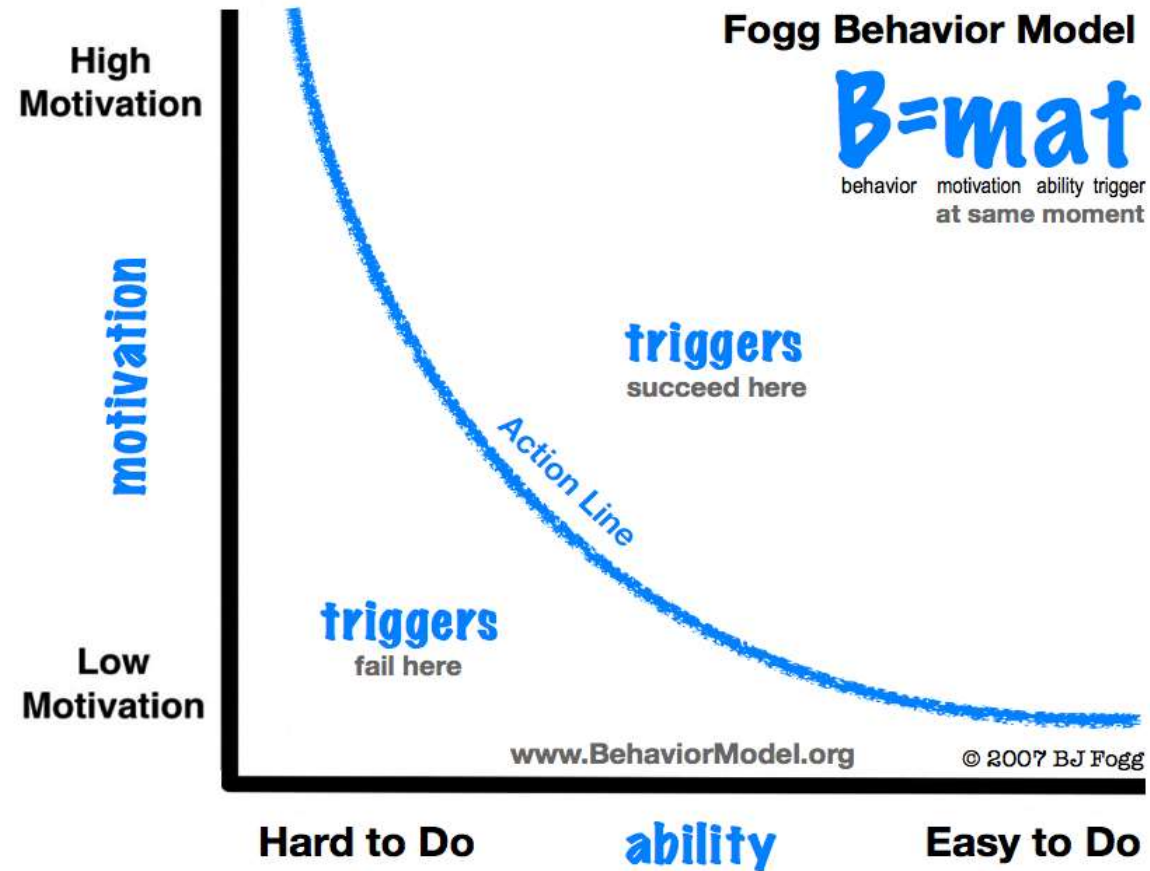 Fogg Behavior Model
B=mat
behavior motivation ability trigger
at same moment
High
Motivation
motivation
Low
Motivation
triggers
succeed here
Action Line
triggers
fail here
www.BehaviorModel.org
© 2007 BJ Fogg
Hard to Do
ability
Easy to Do